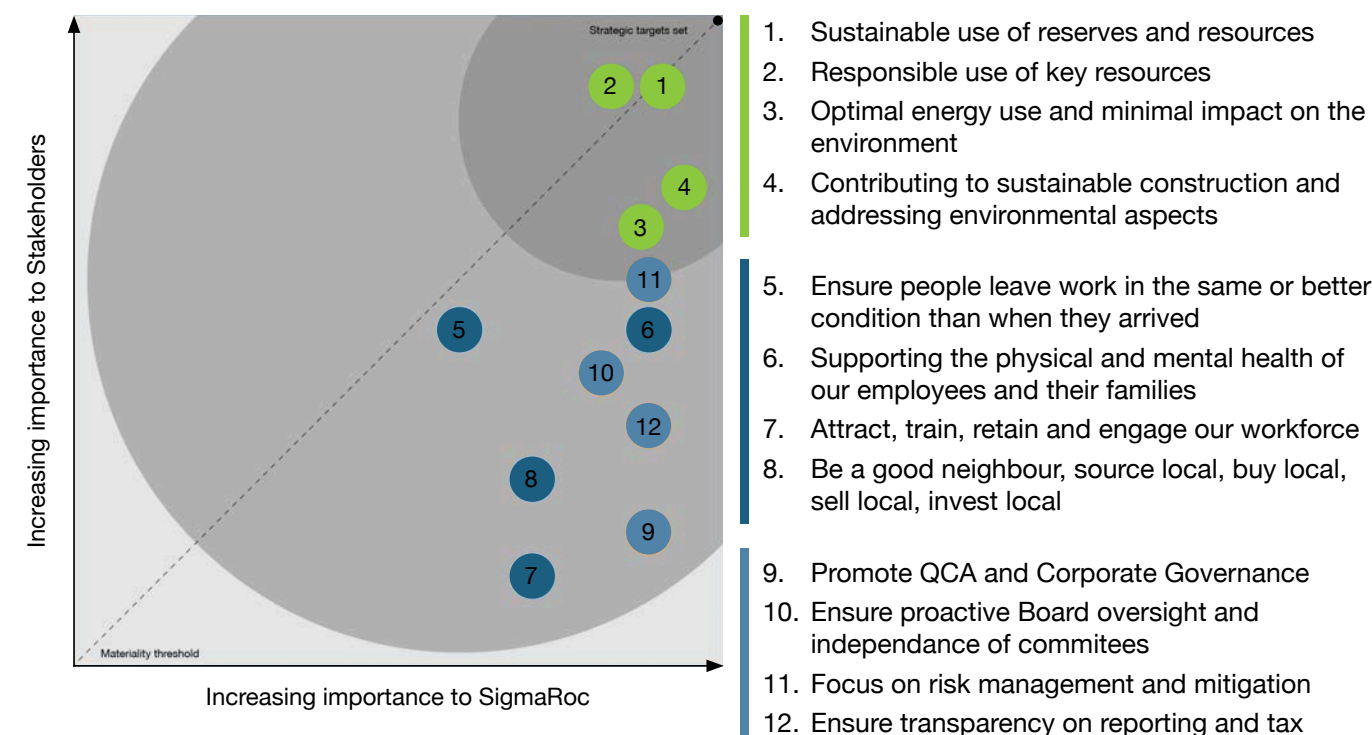 Strategic targets set
2 1
4
3
11
5 6
10
12
8
9
7
Materiality threshold
Increasing importance to Stakeholders
Increasing importance to SigmaRoc
1. Sustainable use of reserves and resources
2. Responsible use of key resources
3. Optimal energy use and minimal impact on the
environment
4. Contributing to sustainable construction and
addressing environmental aspects
5. Ensure people leave work in the same or better
condition than when they arrived
6. Supporting the physical and mental health of
our employees and their families
7. Attract, train, retain and engage our workforce
8. Be a good neighbour, source local, buy local,
sell local, invest local
9. Promote QCA and Corporate Governance
10. Ensure proactive Board oversight and
independance of commitees
11. Focus on risk management and mitigation
12. Ensure transparency on reporting and tax